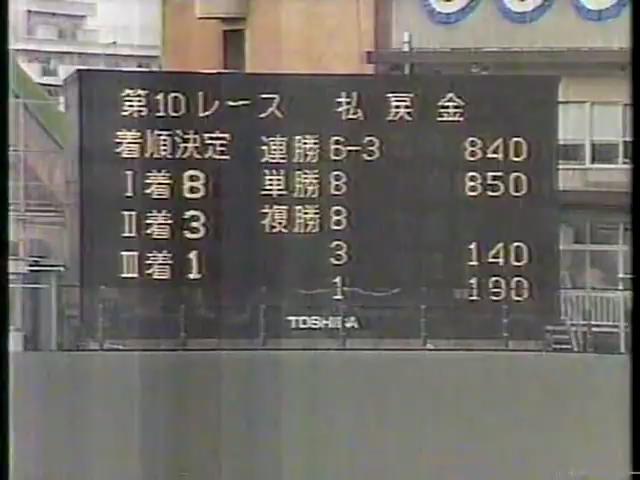 第10レース 払戻金
着順決定 連勝 6-3 840
Ⅰ着 8 単勝 8 850
Ⅱ着 3 複勝 8
Ⅲ着 1 3 140
1 190
TOSHIBA